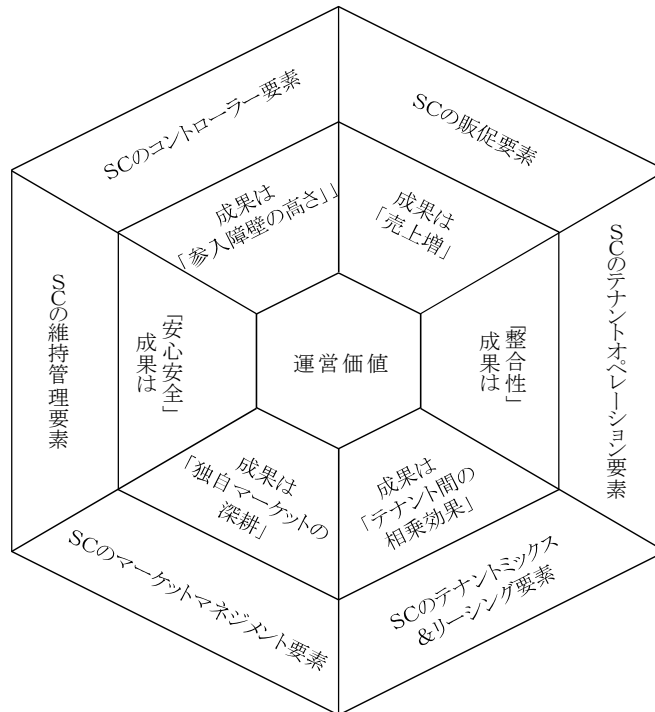 SCのコントローラー要素
SCの販促要素
成果は
「参入障壁の高さ」」
成果は
「売上増」
SCの維持管理要素
「安心安全」
成果は
運営価値
「整合性」
成果は
SCのテナントオペレーション要素
成果は
「独自マーケットの
深耕」
成果は
「テナント間の
相乗効果」
SCのマーケットマネジメント要素
SCのテナントミックス
&リーシング要素